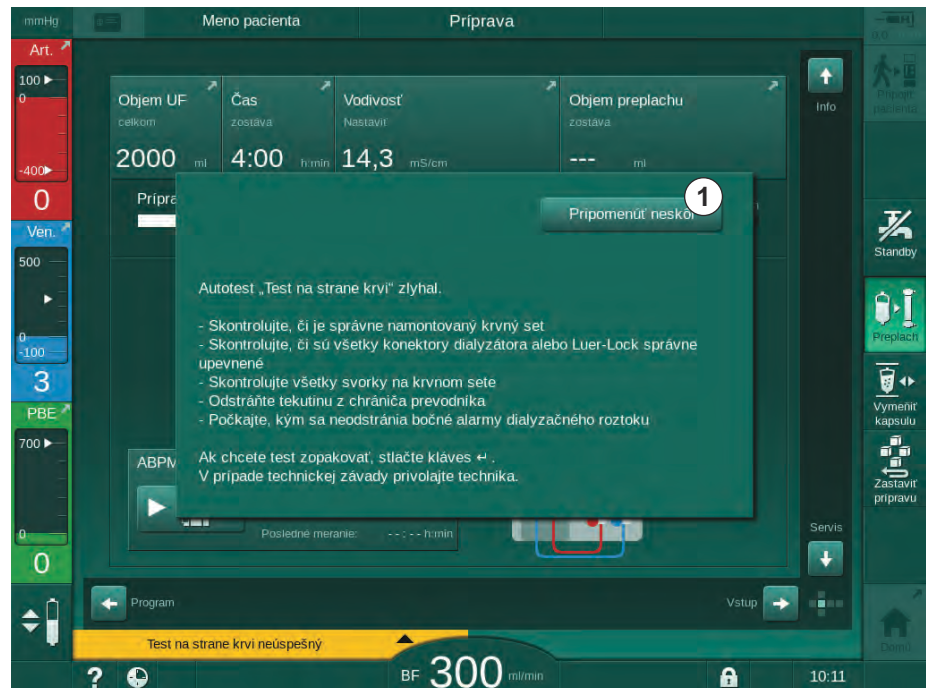 mmHg
Meno pacienta
Príprava
Art.
100
0
-400
0
Ven.
500
0
-100
3
PBE
700
0
0
Objem UF
celkom
2000 ml
Čas
zostáva
4:00 h:min
Vodivosť
Nastaviť
14,3 mS/cm
Objem preplachu
zostáva
--- ml
Info
Pripojiť
pacienta
Prípra
Pripomenúť neskôr
1
Autotest „Test na strane krvi“ zlyhal.
- Skontrolujte, či je správne namontovaný krvný set
- Skontrolujte, či sú všetky konektory dialyzátora alebo Luer-Lock správne
upevnené
- Skontrolujte všetky svorky na krvnom sete
- Odstráňte tekutinu z chrániča prevodníka
- Počkajte, kým sa neodstránia bočné alarmy dialyzačného roztoku
Ak chcete test zopakovať, stlačte kláves ↵ .
V prípade technickej závady privolajte technika.
ABPM
Posledné meranie: --:-- h:min
Standby
Preplach
Vymeniť
kapsulu
Zastaviť
prípravu
Servis
Program
Vstup
Domů
Test na strane krvi neúspešný
BF 300 ml/min
?
10:11